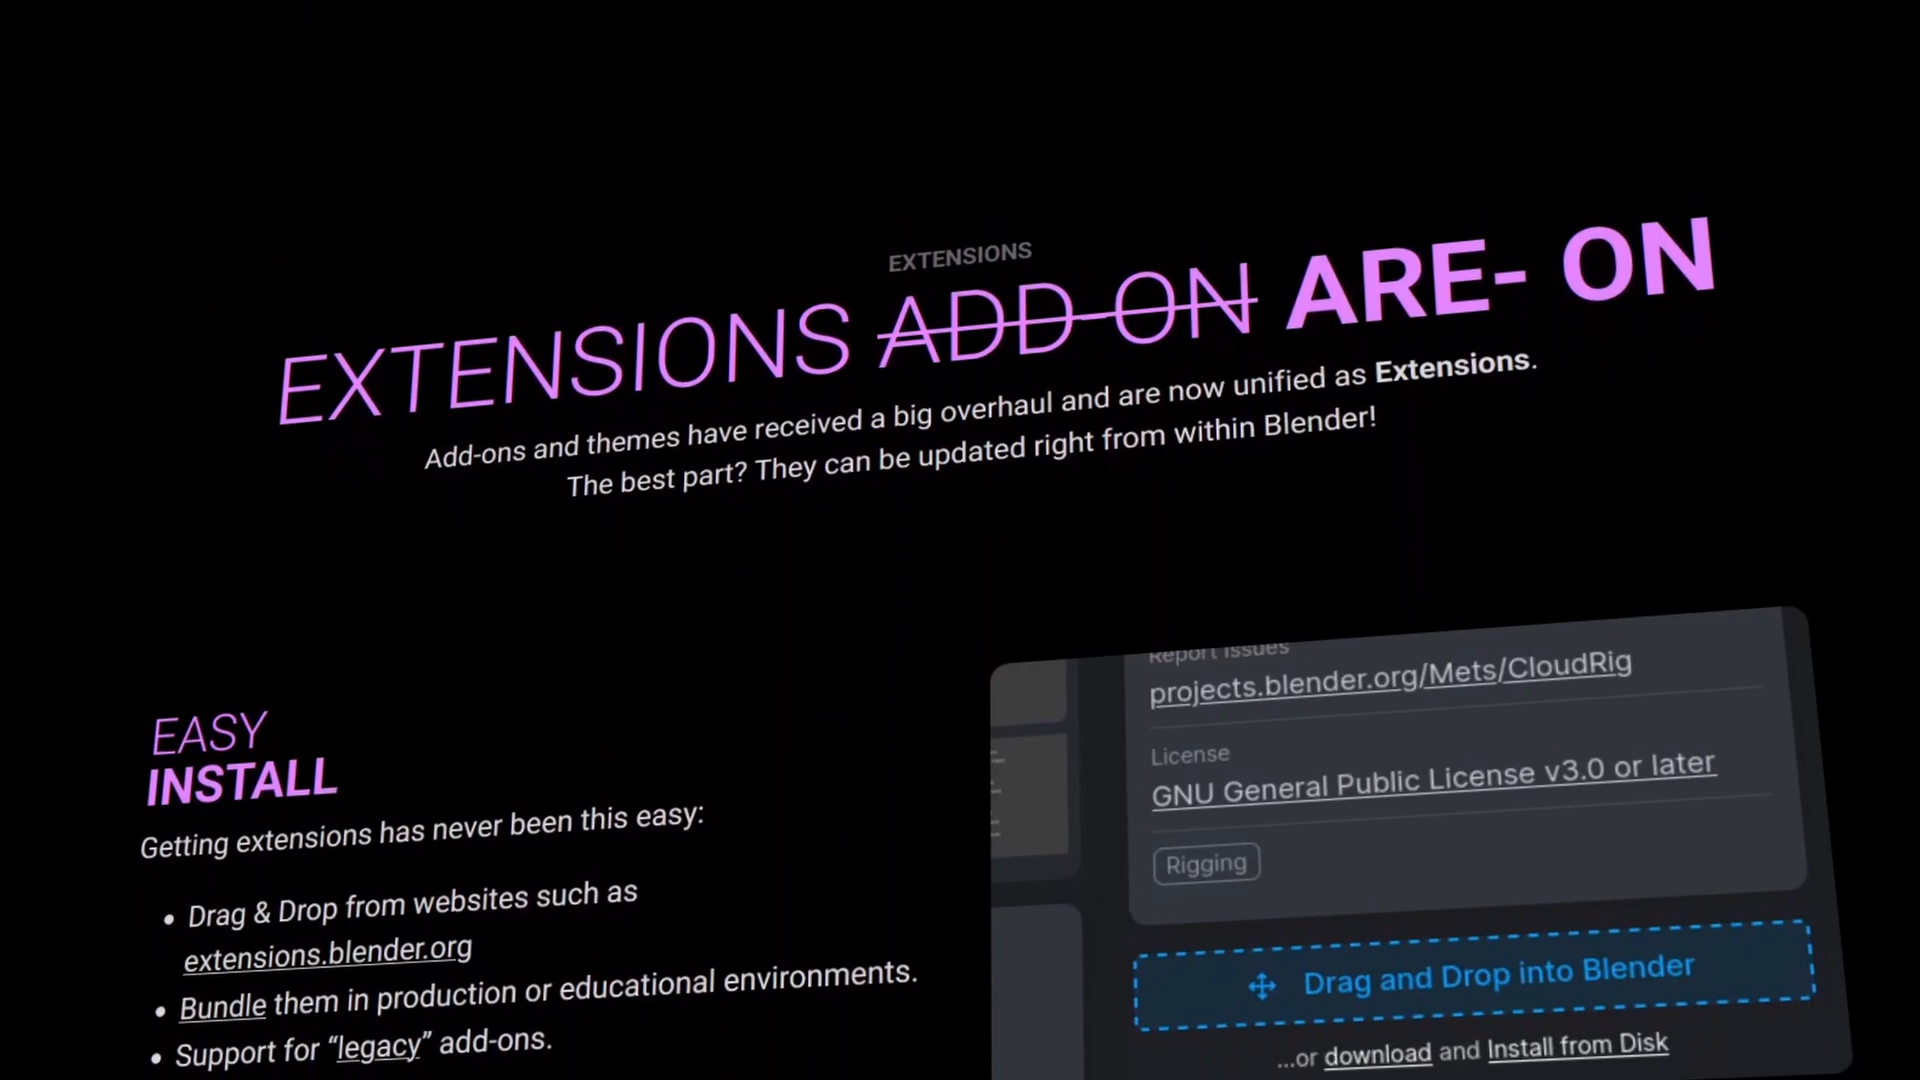 EXTENSIONS
EXTENSIONS ADD-ON ARE- ON
Add-ons and themes have received a big overhaul and are now unified as Extensions.
The best part? They can be updated right from within Blender!
EASY
INSTALL
Getting extensions has never been this easy:
• Drag & Drop from websites such as
extensions.blender.org
• Bundle them in production or educational environments.
• Support for “legacy” add-ons.
Report Issues
projects.blender.org/Mets/CloudRig
License
GNU General Public License v3.0 or later
Rigging
Drag and Drop into Blender
...or download and Install from Disk